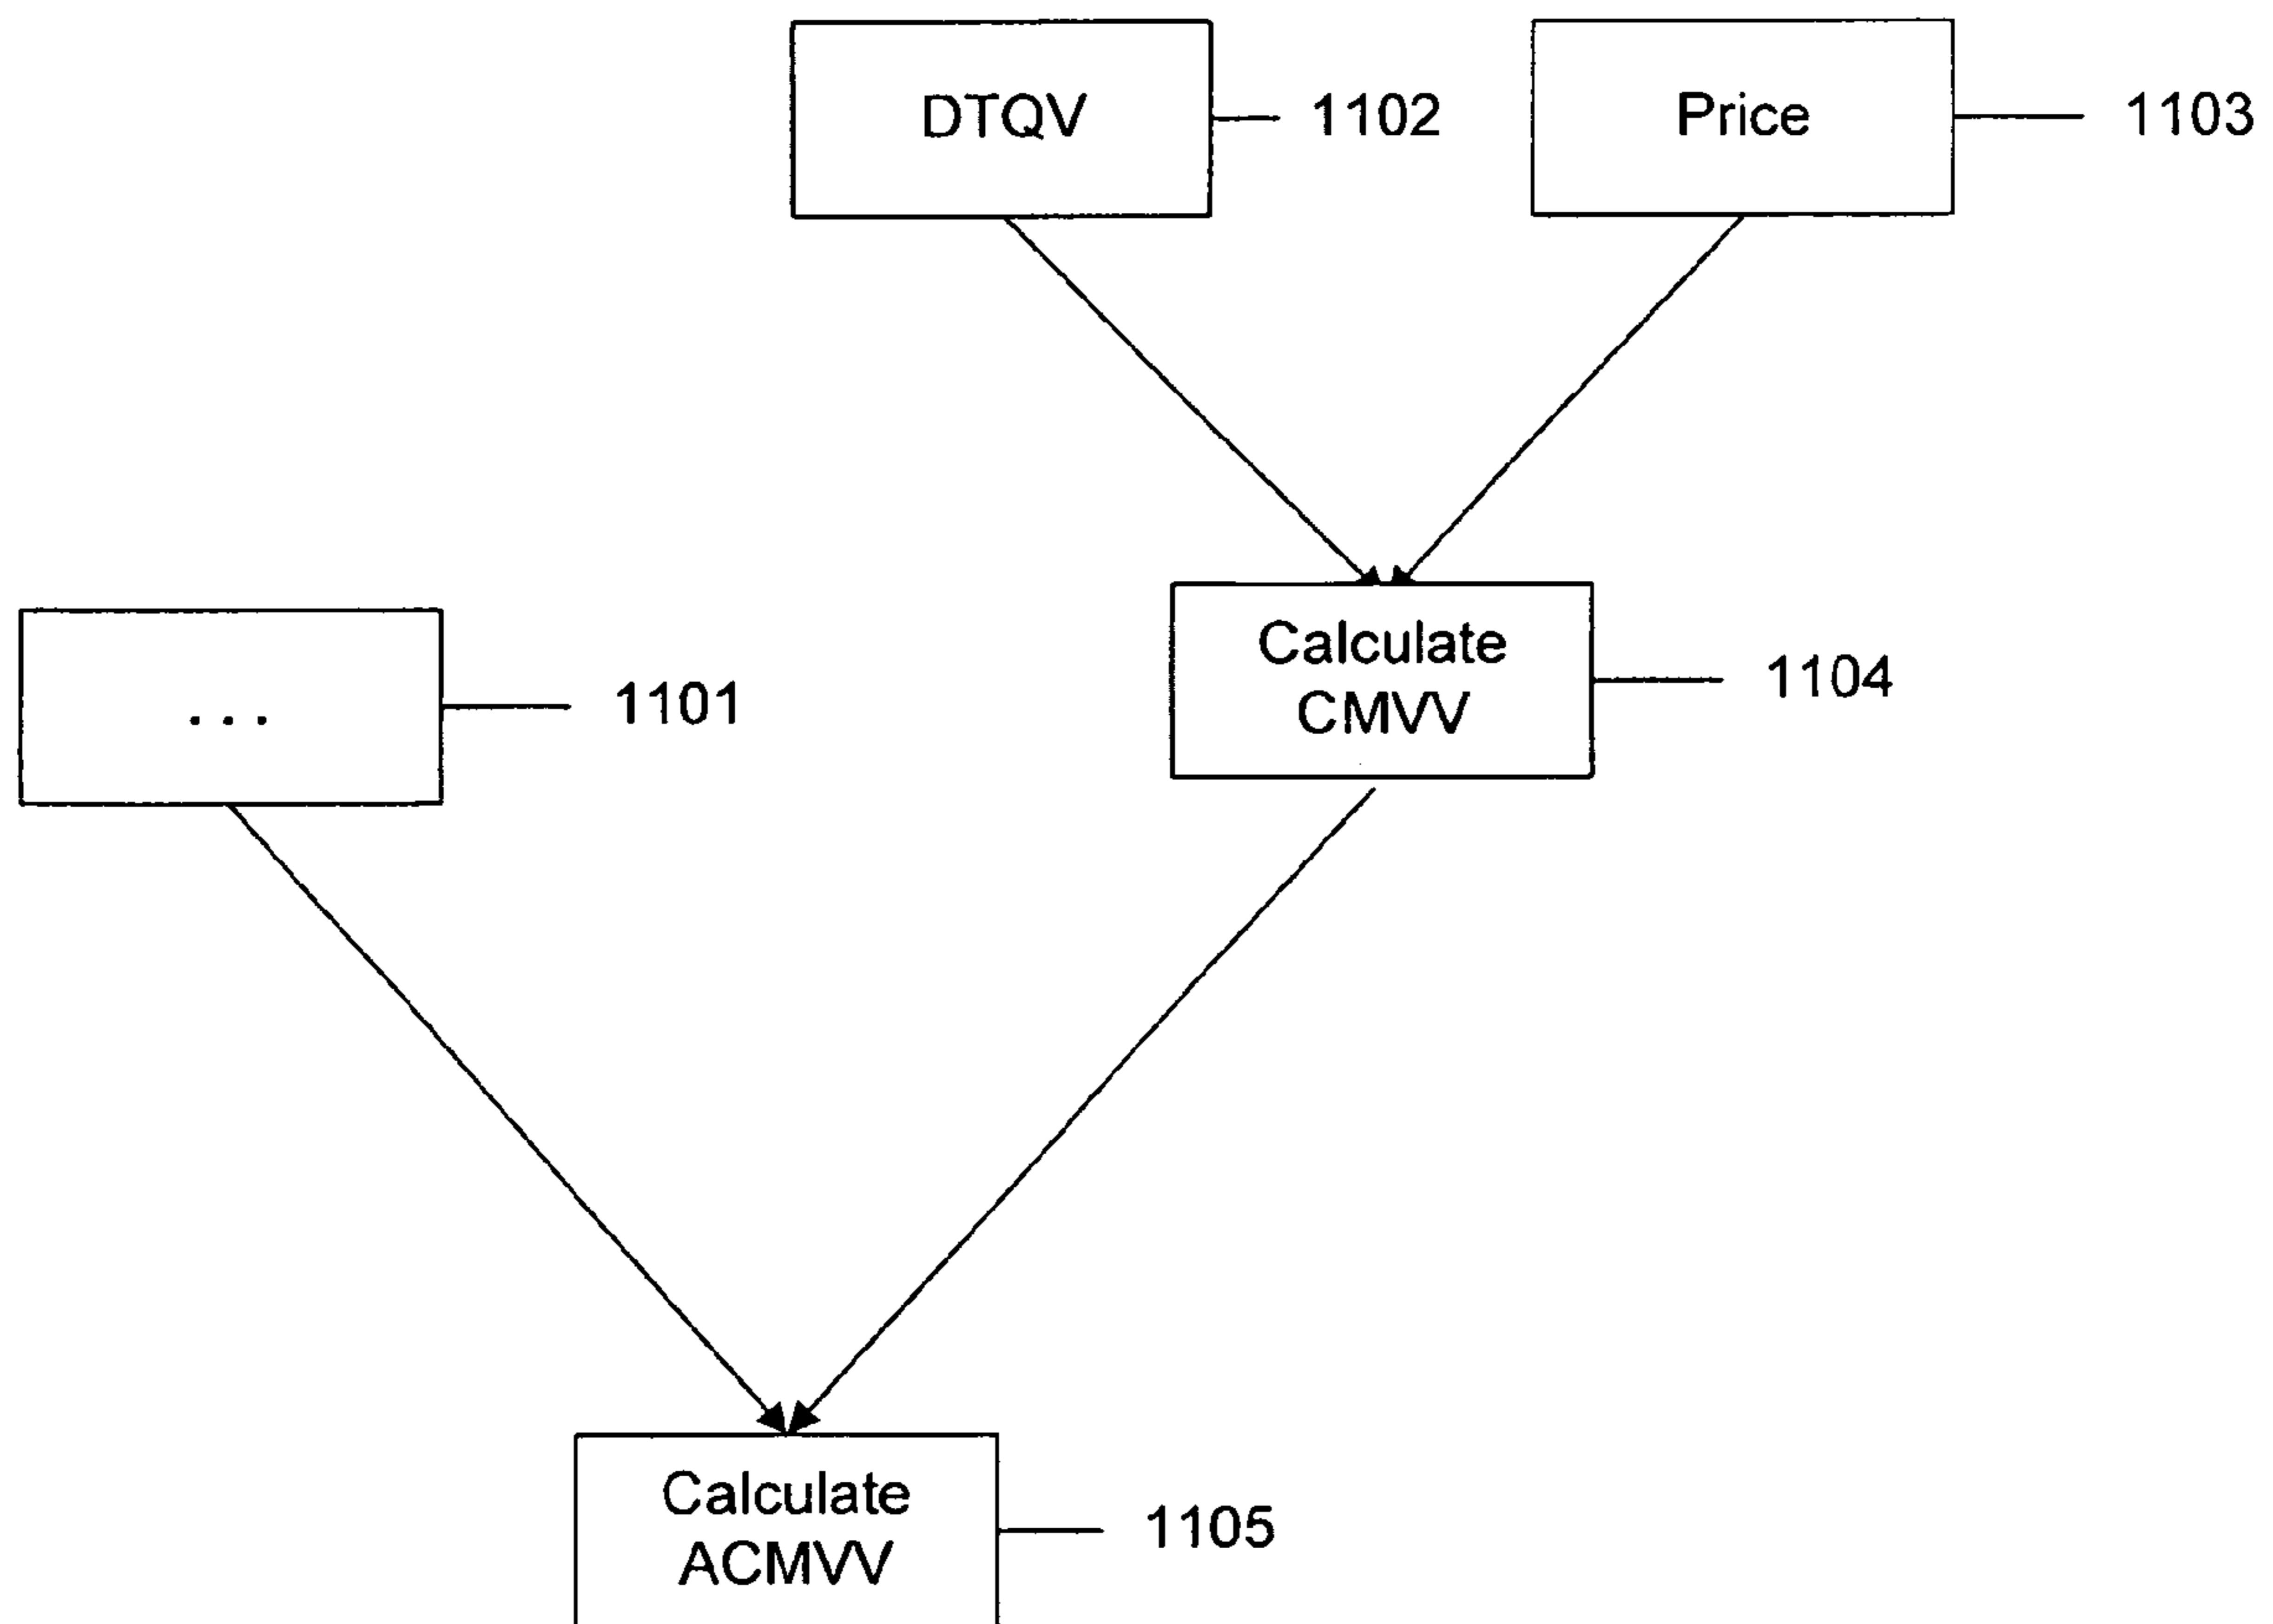 DTQV
1102
Price
1103
Calculate
CMVV
1104
...
1101
Calculate
ACMVV
1105